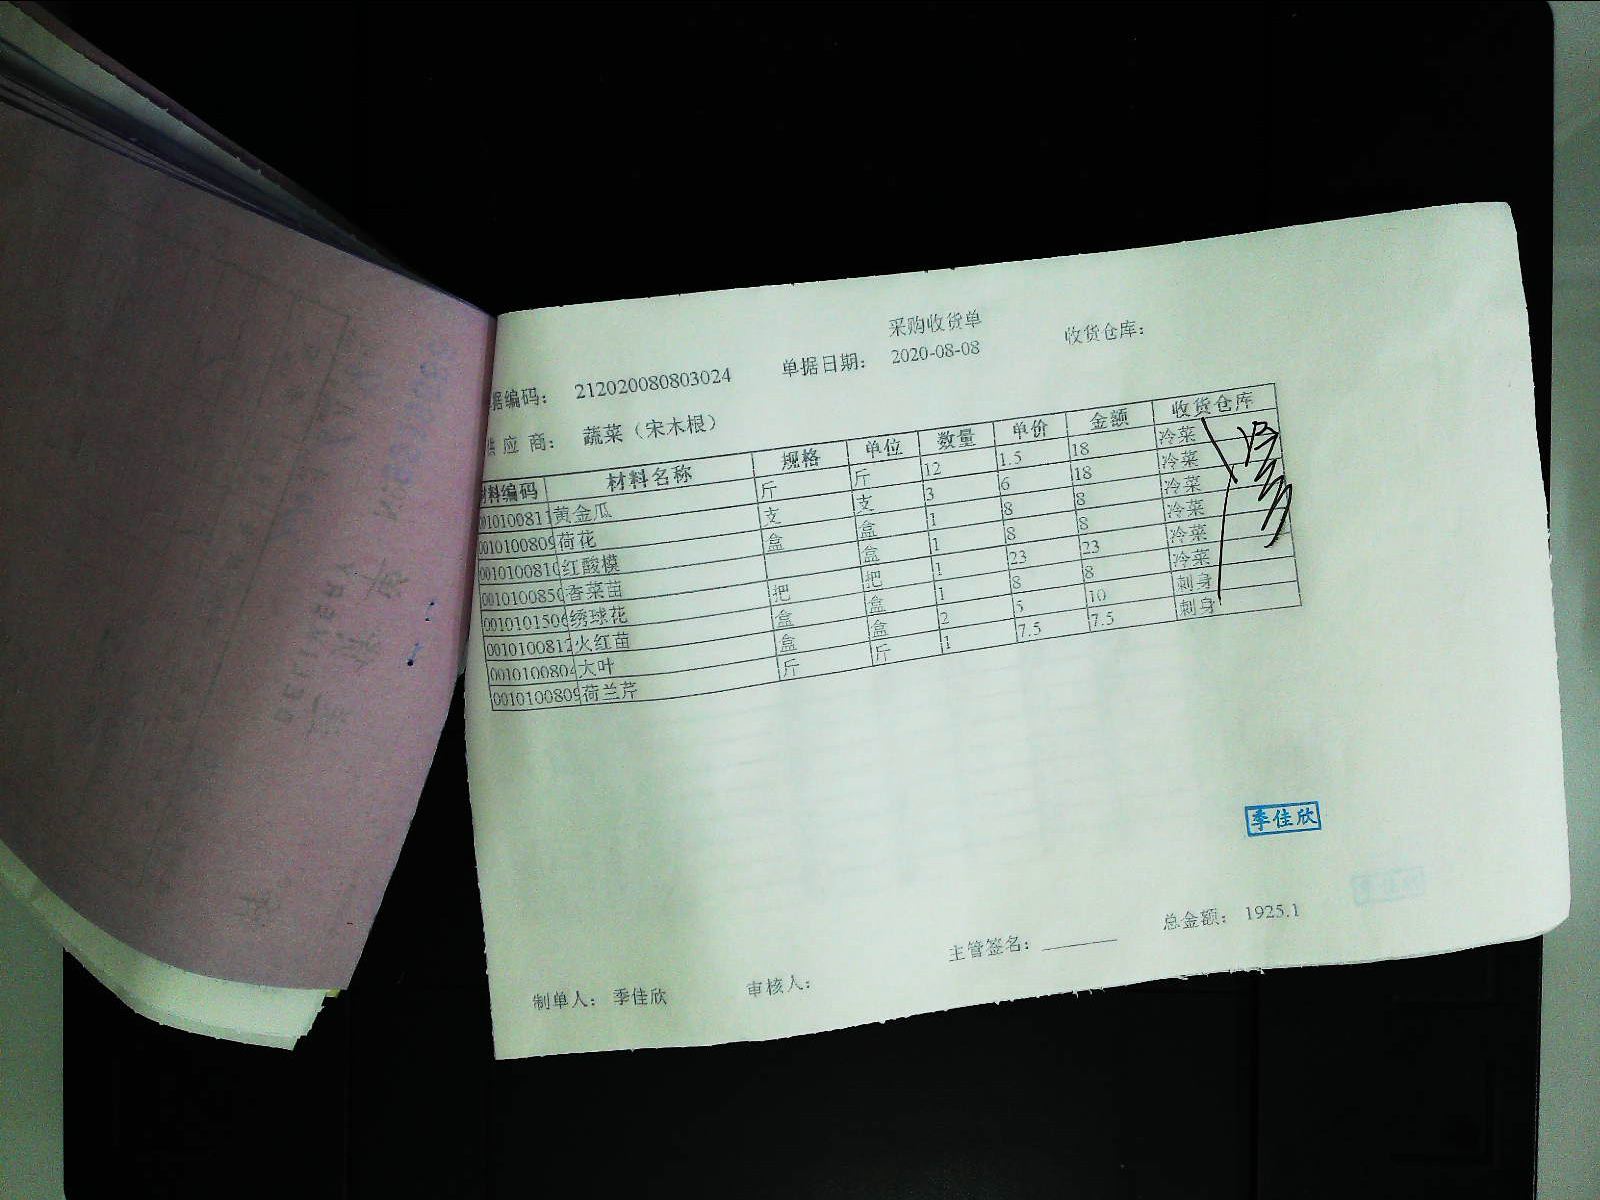 采购收货单
据编码： 212020080803024 单据日期： 2020-08-08 收货仓库：
供 应 商： 蔬菜（宋木根）
材料编码 材料名称 规格 单位 数量 单价 金额 收货仓库
0010100811 黄金瓜 斤 斤 12 1.5 18 冷菜
0010100809 荷花 支 支 3 6 18 冷菜
0010100810 红酸模 盒 盒 1 8 8 冷菜
0010100850 香菜苗 盒 1 8 8 冷菜
0010101506 绣球花 把 把 1 23 23 冷菜
0010100812 火红苗 盒 盒 1 8 8 冷菜
0010100804 大叶 盒 盒 2 5 10 刺身
0010100809 荷兰芹 斤 斤 1 7.5 7.5 刺身
季佳欣
主管签名： 总金额： 1925.1
制单人： 季佳欣 审核人：